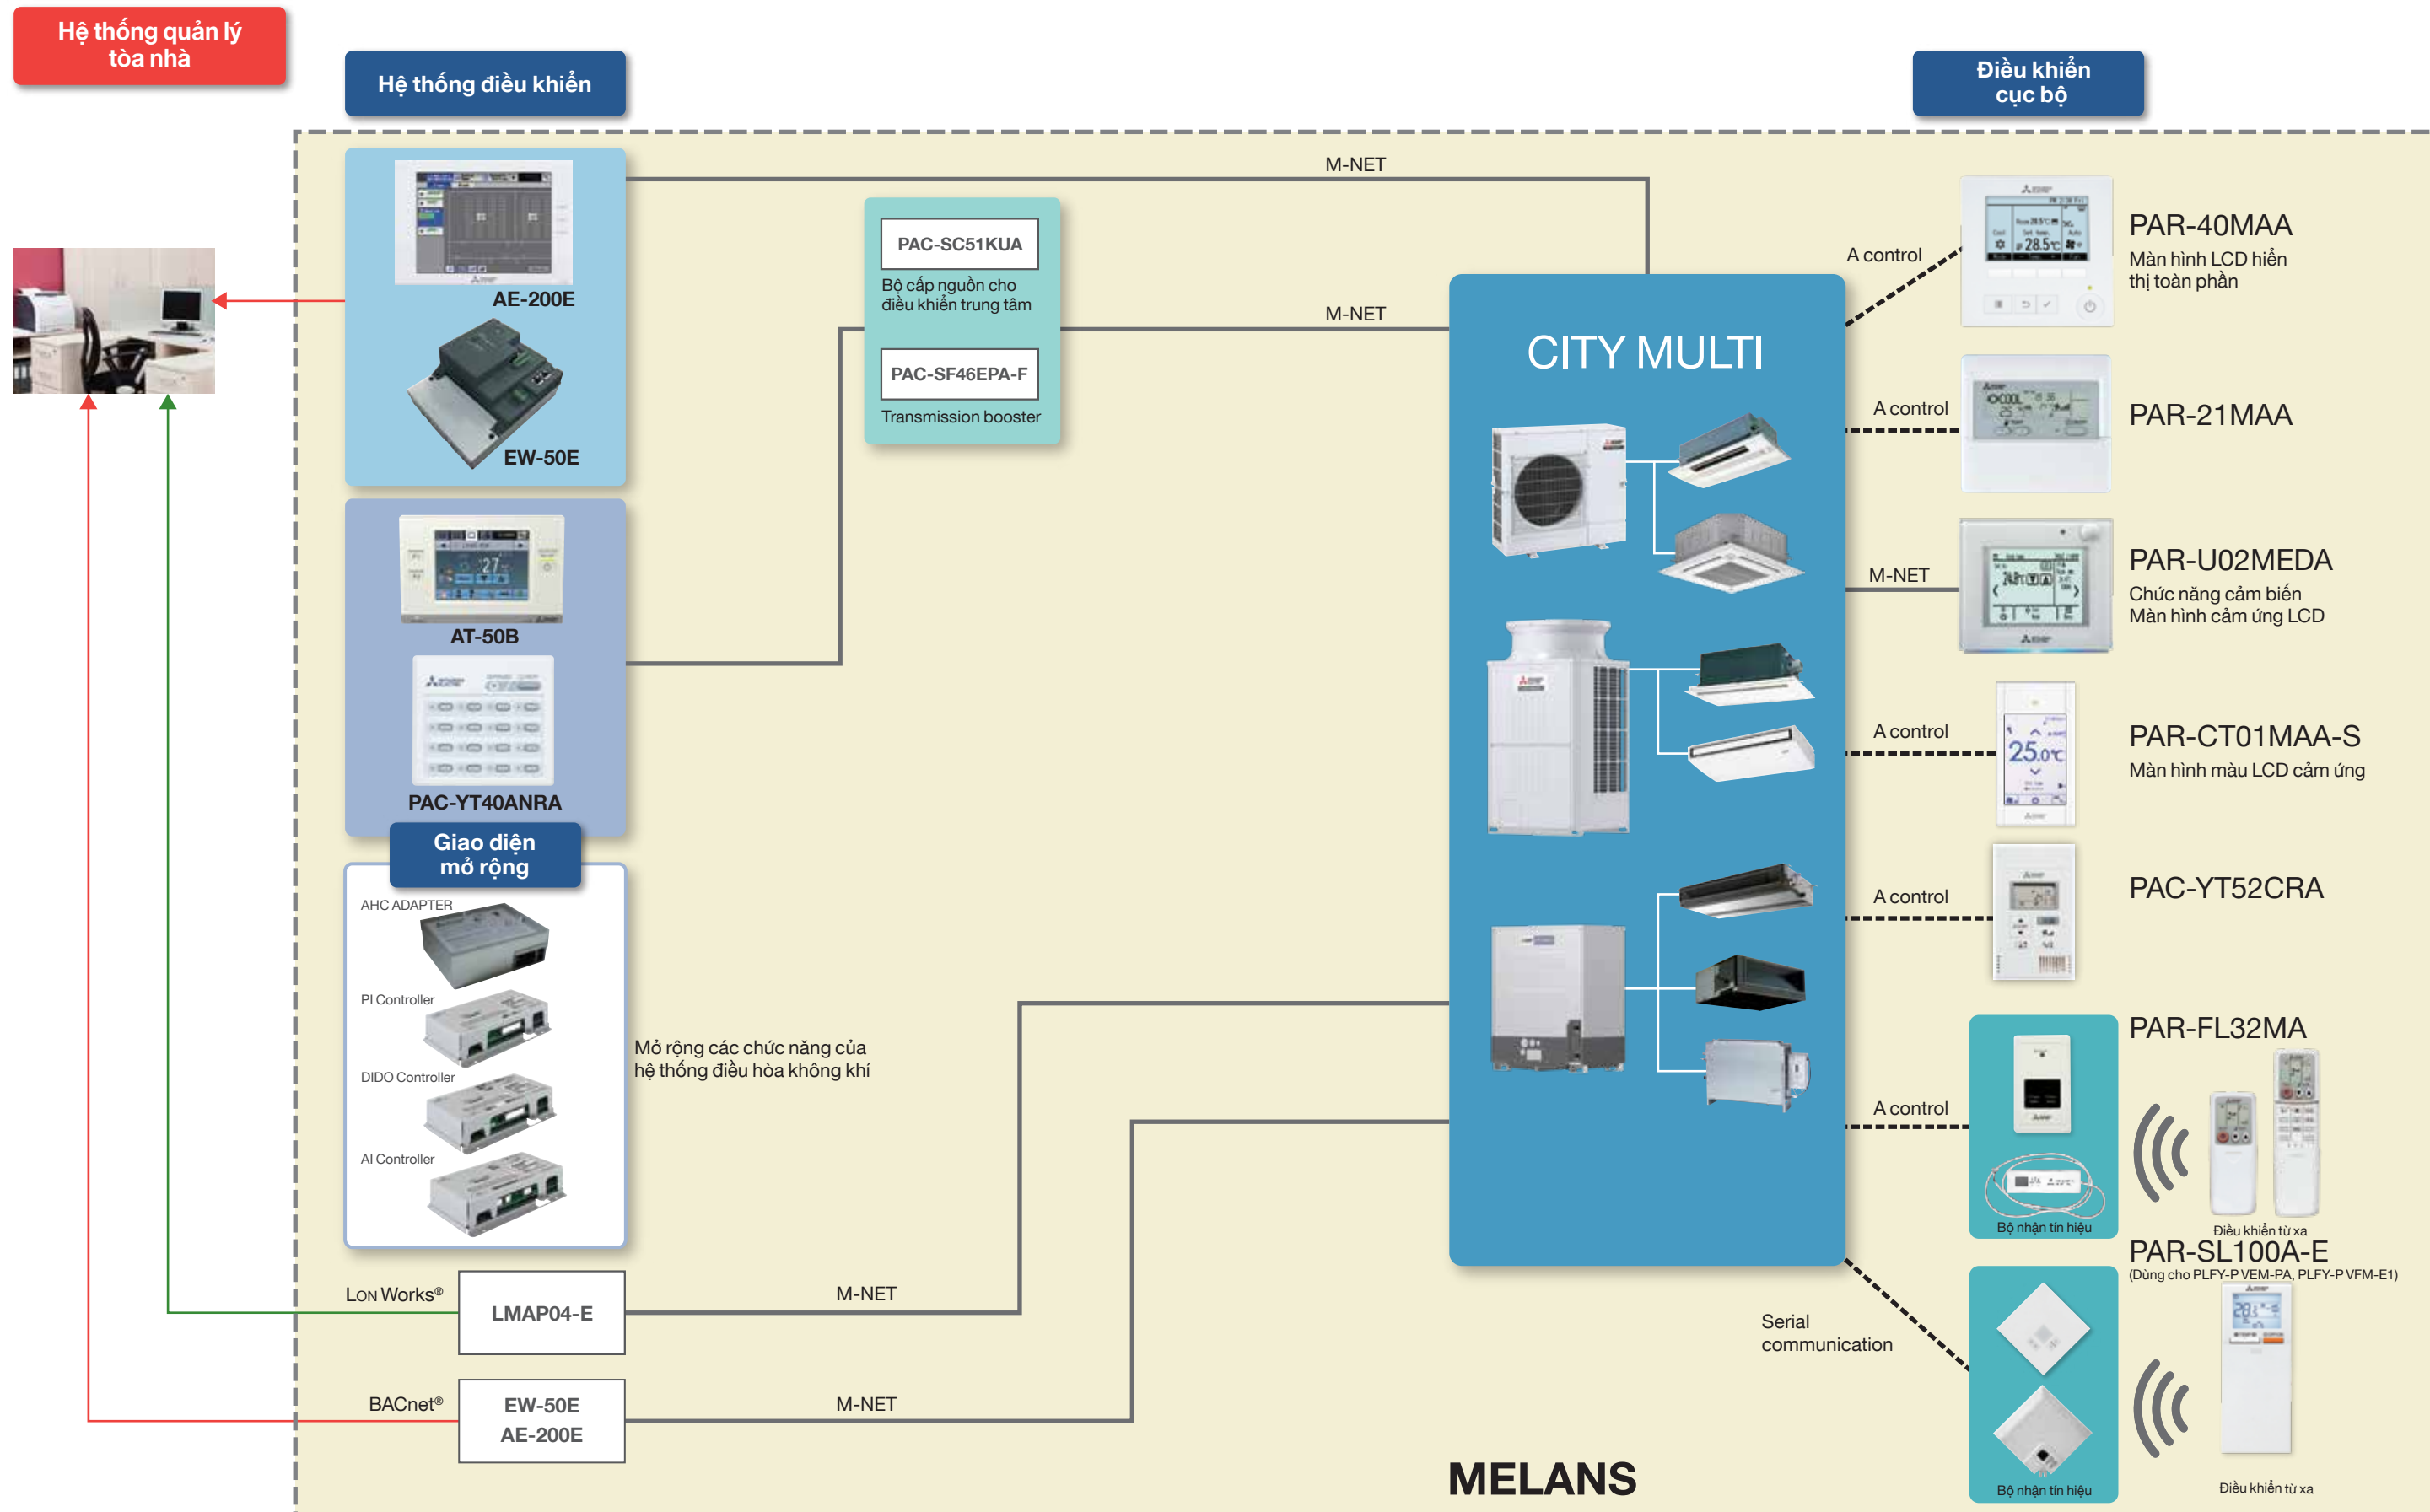 Hệ thống quản lý
tòa nhà
Hệ thống điều khiển
Điều khiển
cục bộ
AE-200E
EW-50E
AT-50B
PAC-YT40ANRA
Giao diện
mở rộng
AHC ADAPTER
PI Controller
DIDO Controller
AI Controller
Mở rộng các chức năng của
hệ thống điều hòa không khí
LON Works®
LMAP04-E
M-NET
BACnet®
EW-50E
AE-200E
M-NET
M-NET
PAC-SC51KUA
Bộ cấp nguồn cho
điều khiển trung tâm
PAC-SF46EPA-F
Transmission booster
M-NET
CITY MULTI
A control
PAR-40MAA
Màn hình LCD hiển
thị toàn phần
A control
PAR-21MAA
M-NET
PAR-U02MEDA
Chức năng cảm biến
Màn hình cảm ứng LCD
A control
25.0℃
PAR-CT01MAA-S
Màn hình màu LCD cảm ứng
A control
PAC-YT52CRA
A control
PAR-FL32MA
Bộ nhận tín hiệu
Điều khiển từ xa
PAR-SL100A-E
(Dùng cho PLFY-P VEM-PA, PLFY-P VFM-E1)
Serial
communication
Bộ nhận tín hiệu
Điều khiển từ xa
MELANS